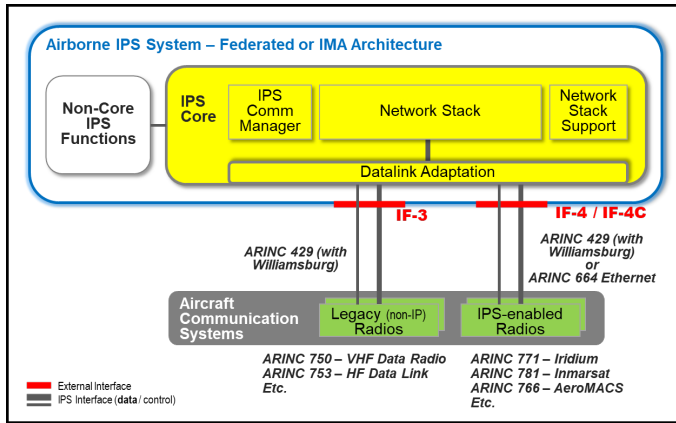 Airborne IPS System – Federated or IMA Architecture
Non-Core
IPS
Functions
IPS
Core
IPS
Comm
Manager
Network Stack
Network
Stack
Support
Datalink Adaptation
IF-3
IF-4 / IF-4C
ARINC 429 (with
Williamsburg)
ARINC 429 (with
Williamsburg)
or
ARINC 664 Ethernet
Aircraft
Communication
Systems
Legacy (non-IP)
Radios
IPS-enabled
Radios
ARINC 750 – VHF Data Radio
ARINC 753 – HF Data Link
Etc.
ARINC 771 – Iridium
ARINC 781 – Inmarsat
ARINC 766 – AeroMACS
Etc.
External Interface
IPS Interface (data / control)